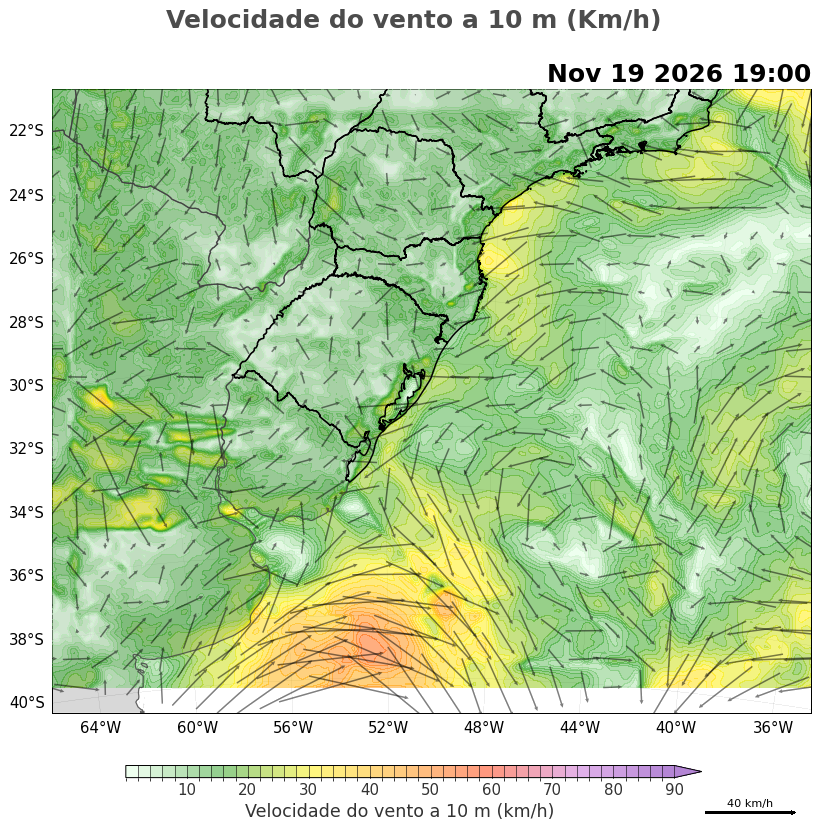 Velocidade do vento a 10 m (Km/h)
Nov 19 2026 19:00
22°S
24°S
26°S
28°S
30°S
32°S
34°S
36°S
38°S
40°S
64°W 60°W 56°W 52°W 48°W 44°W 40°W 36°W
10 20 30 40 50 60 70 80 90
Velocidade do vento a 10 m (km/h)
40 km/h